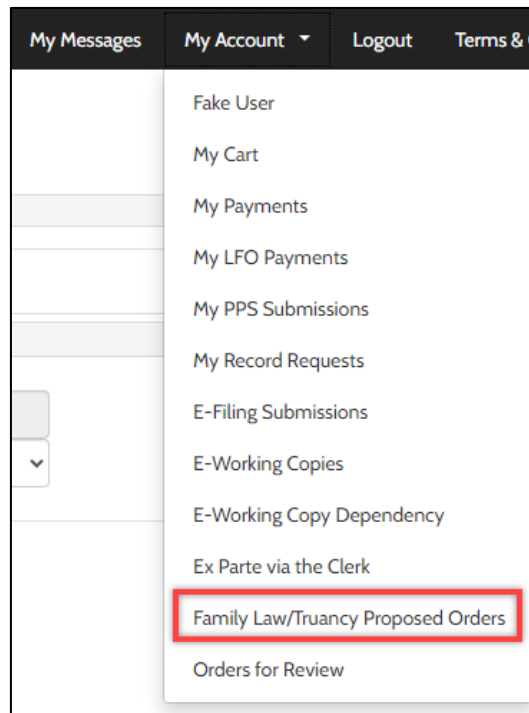 My Messages My Account Logout Terms &
Fake User
My Cart
My Payments
My LFO Payments
My PPS Submissions
My Record Requests
E-Filing Submissions
E-Working Copies
E-Working Copy Dependency
Ex Parte via the Clerk
Family Law/Truancy Proposed Orders
Orders for Review